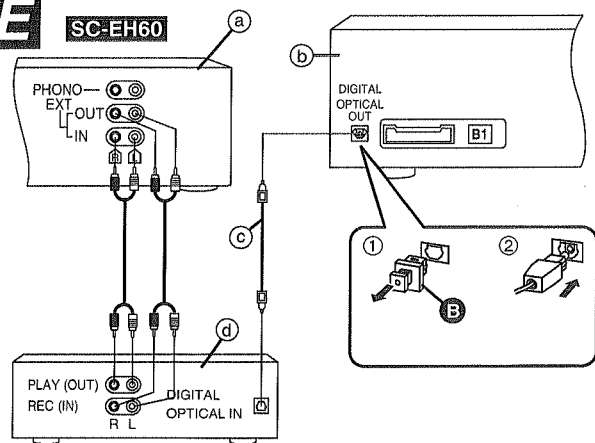 E SC-EH60
a
b
PHONO
EXT
OUT
IN
R L
DIGITAL
OPTICAL
OUT
B1
c
1 2
B
d
PLAY (OUT)
REC (IN)
R L
DIGITAL
OPTICAL IN